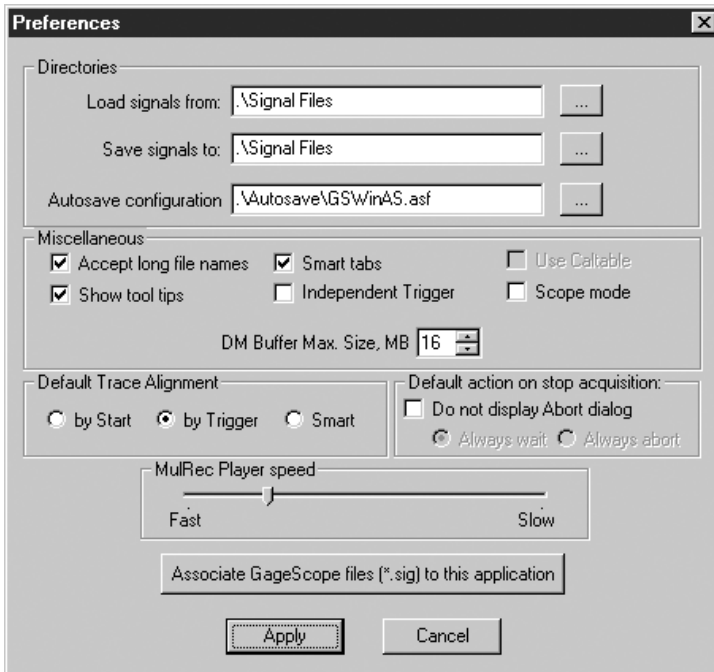 Preferences
Directories
Load signals from: .\Signal Files ...
Save signals to: .\Signal Files ...
Autosave configuration .\Autosave\GSWinAS.asf ...
Miscellaneous
Accept long file names Smart tabs Use Caltable
Show tool tips Independent Trigger Scope mode
DM Buffer Max. Size, MB 16
Default Trace Alignment Default action on stop acquisition:
by Start by Trigger Smart Do not display Abort dialog
Always wait Always abort
MulRec Player speed
Fast Slow
Associate GageScope files (*.sig) to this application
Apply Cancel